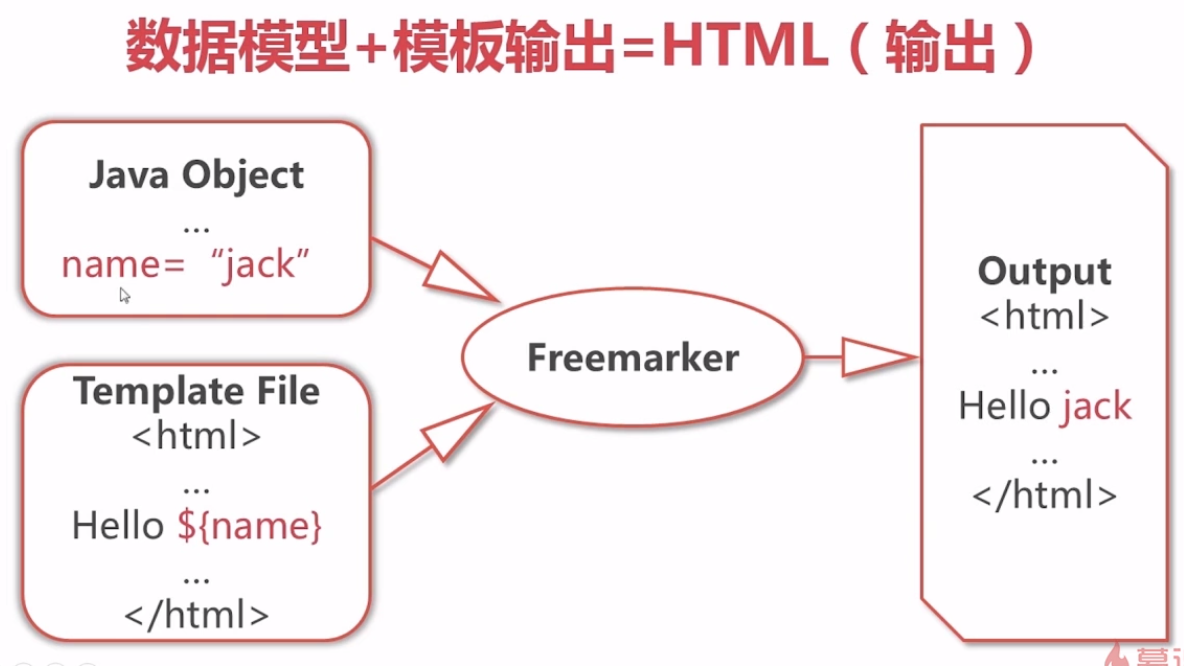 数据模型+模板输出=HTML（输出）
Java Object
...
name= “jack”
Template File
<html>
...
Hello ${name}
...
</html>
Freemarker
Output
<html>
...
Hello jack
...
</html>